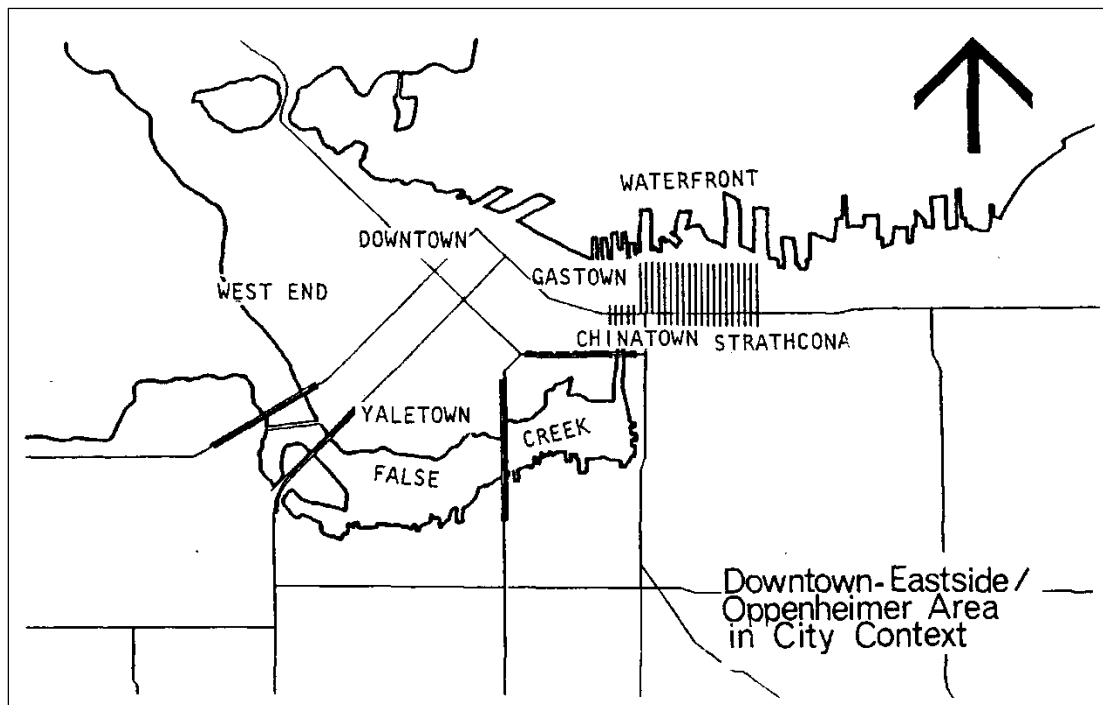 WATERFRONT
DOWNTOWN
GASTOWN
WEST END
CHINATOWN STRATHCONA
YALETOWN
CREEK
FALSE
Downtown-Eastside/
Oppenheimer Area
in City Context